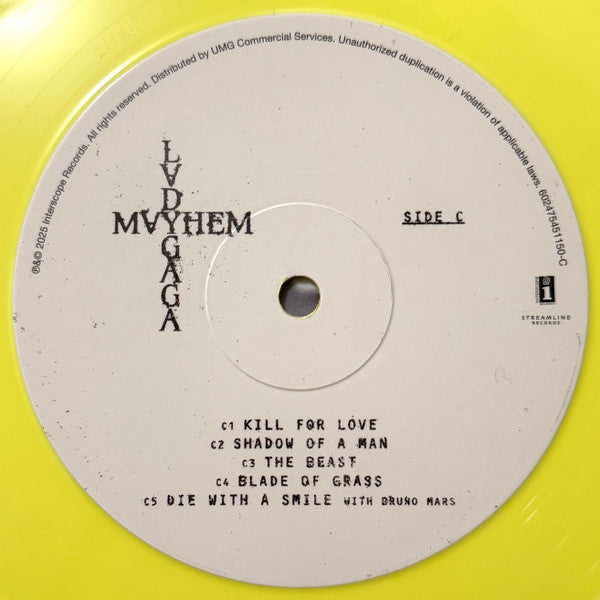 ℗&© 2025 Interscope Records. All rights reserved. Distributed by UMG Commercial Services. Unauthorized duplication is a violation of applicable laws. 602475451150-C
LADY GAGA
MAYHEM
SIDE C
i
STREAMLINE
RECORDS
C1 KILL FOR LOVE
C2 SHADOW OF A MAN
C3 THE BEAST
C4 BLADE OF GRASS
C5 DIE WITH A SMILE WITH BRUNO MARS